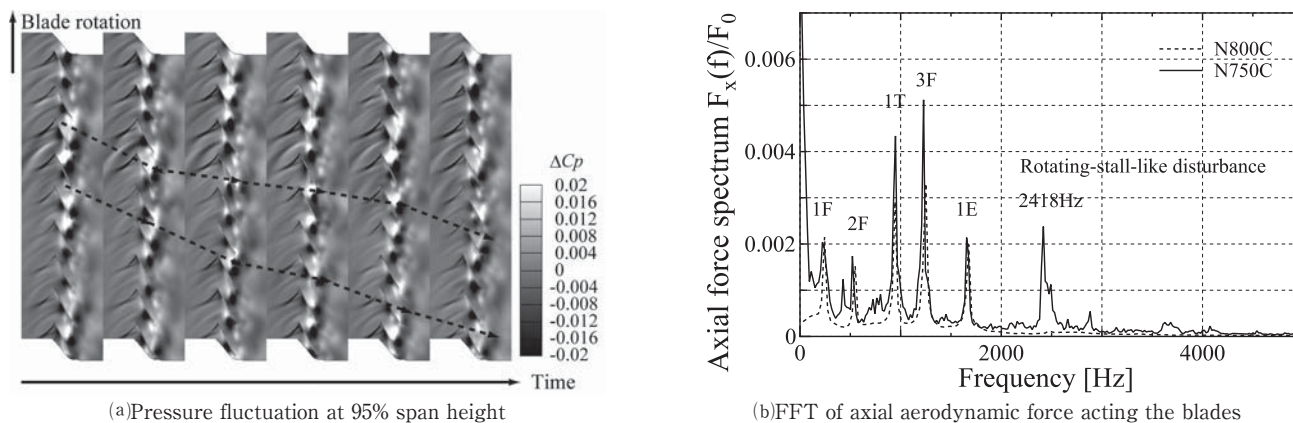 Blade rotation
ΔCp
0.02
0.016
0.012
0.008
0.004
0
-0.004
-0.008
-0.012
-0.016
-0.02
Time
(a)Pressure fluctuation at 95% span height
Axial force spectrum Fx(f)/F0
0.006
0.004
0.002
0
N800C
N750C
3F
1T
Rotating-stall-like disturbance
2418Hz
1F
2F
1E
0
2000
4000
Frequency [Hz]
(b)FFT of axial aerodynamic force acting the blades